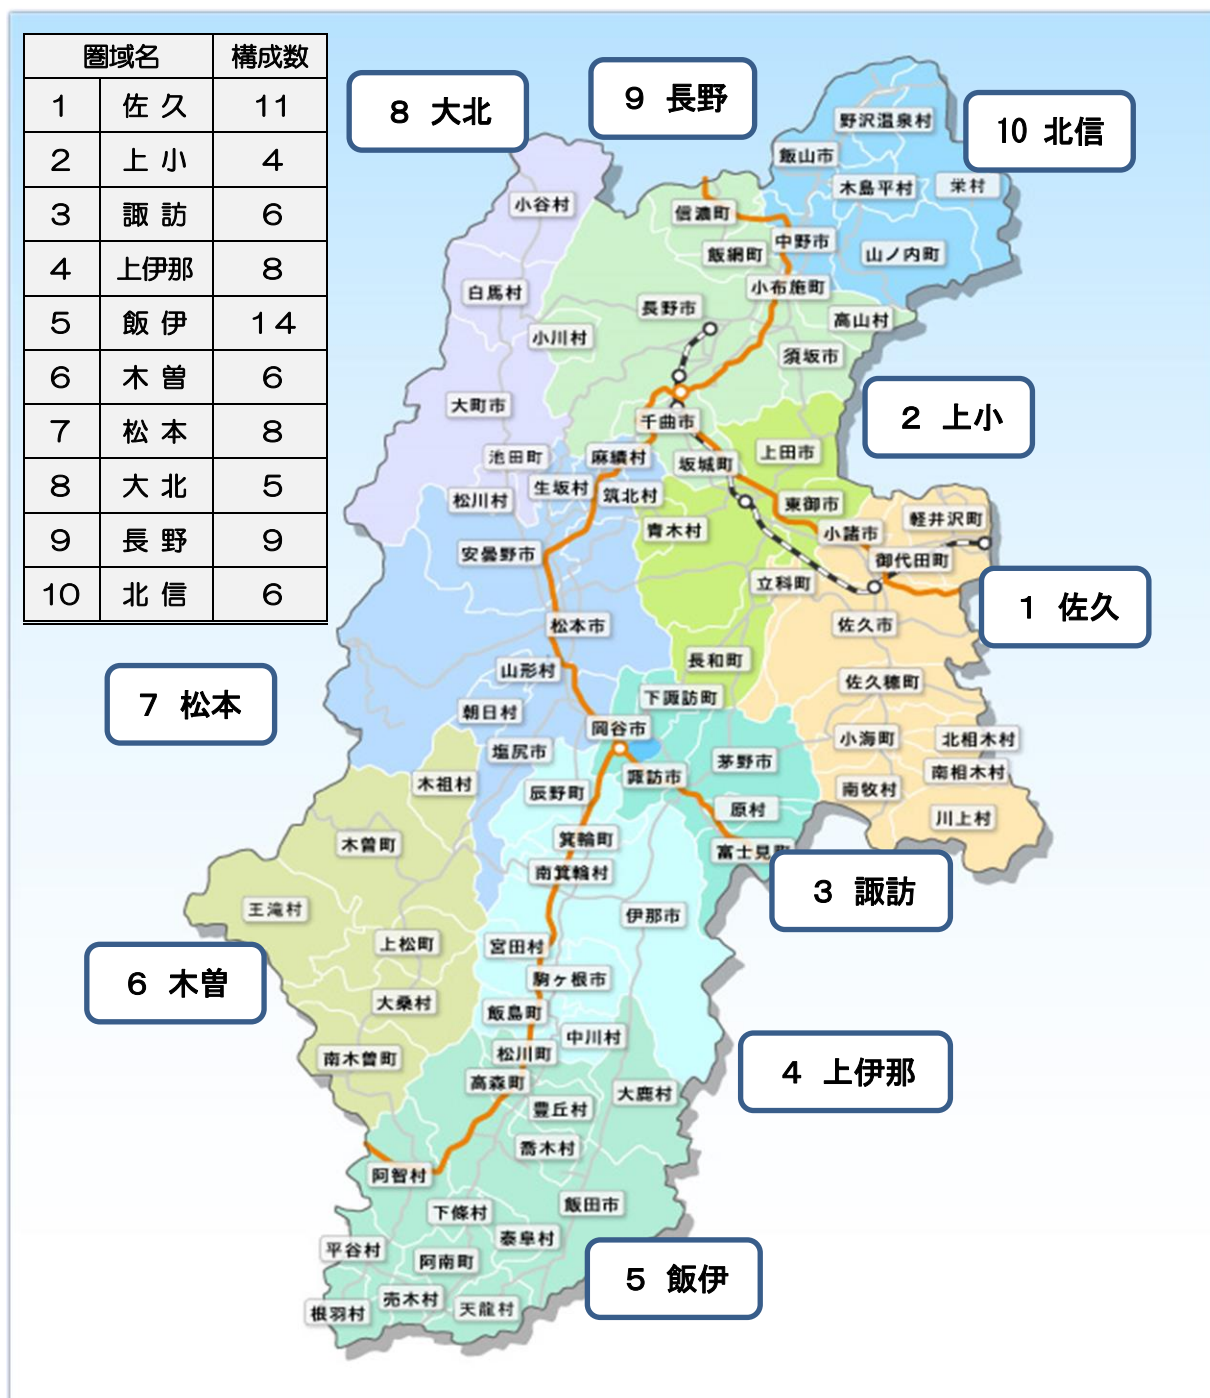 圏域名 構成数
1 佐久 11
2 上小 4
3 諏訪 6
4 上伊那 8
5 飯伊 14
6 木曽 6
7 松本 8
8 大北 5
9 長野 9
10 北信 6
8 大北
9 長野
10 北信
2 上小
1 佐久
7 松本
3 諏訪
6 木曽
4 上伊那
5 飯伊
野沢温泉村
飯山市
木島平村
栄村
小谷村
信濃町
中野市
飯綱町
山ノ内町
白馬村
小布施町
長野市
高山村
小川村
須坂市
大町市
千曲市
池田町
麻績村
坂城町
上田市
松川村
生坂村
筑北村
東御市
軽井沢町
青木村
小諸市
安曇野市
御代田町
立科町
松本市
佐久市
山形村
長和町
佐久穂町
下諏訪町
朝日村
岡谷市
小海町
北相木村
塩尻市
茅野市
南相木村
木祖村
諏訪市
南牧村
辰野町
原村
川上村
木曽町
箕輪町
富士見町
南箕輪村
王滝村
伊那市
上松町
宮田村
駒ヶ根市
大桑村
飯島町
中川村
南木曽町
松川町
高森町
大鹿村
豊丘村
喬木村
阿智村
飯田市
下條村
泰阜村
平谷村
阿南町
売木村
天龍村
根羽村